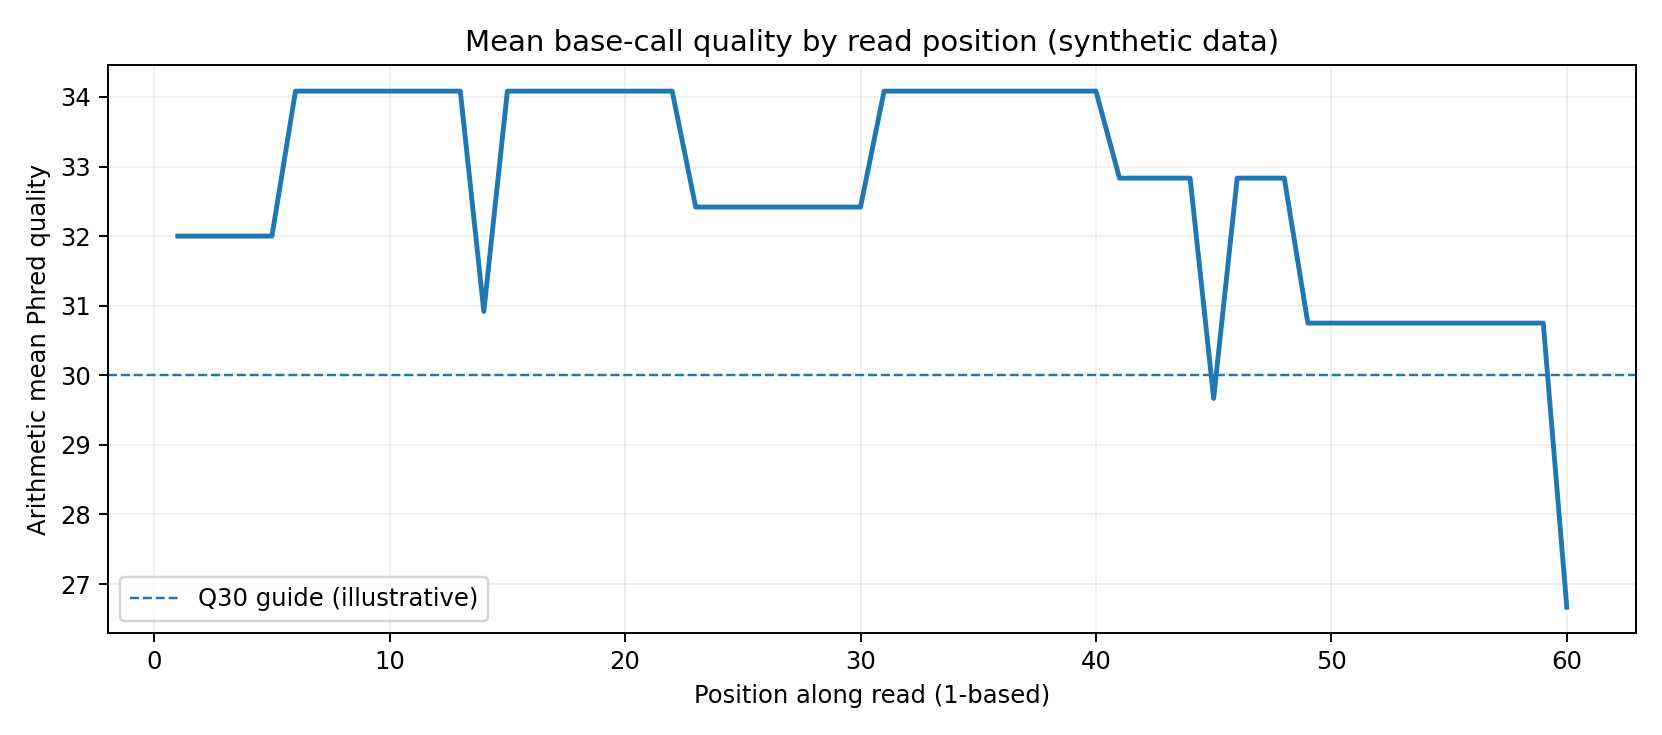 Mean base-call quality by read position (synthetic data)
Arithmetic mean Phred quality
34
33
32
31
30
29
28
27
Q30 guide (illustrative)
0 10 20 30 40 50 60
Position along read (1-based)